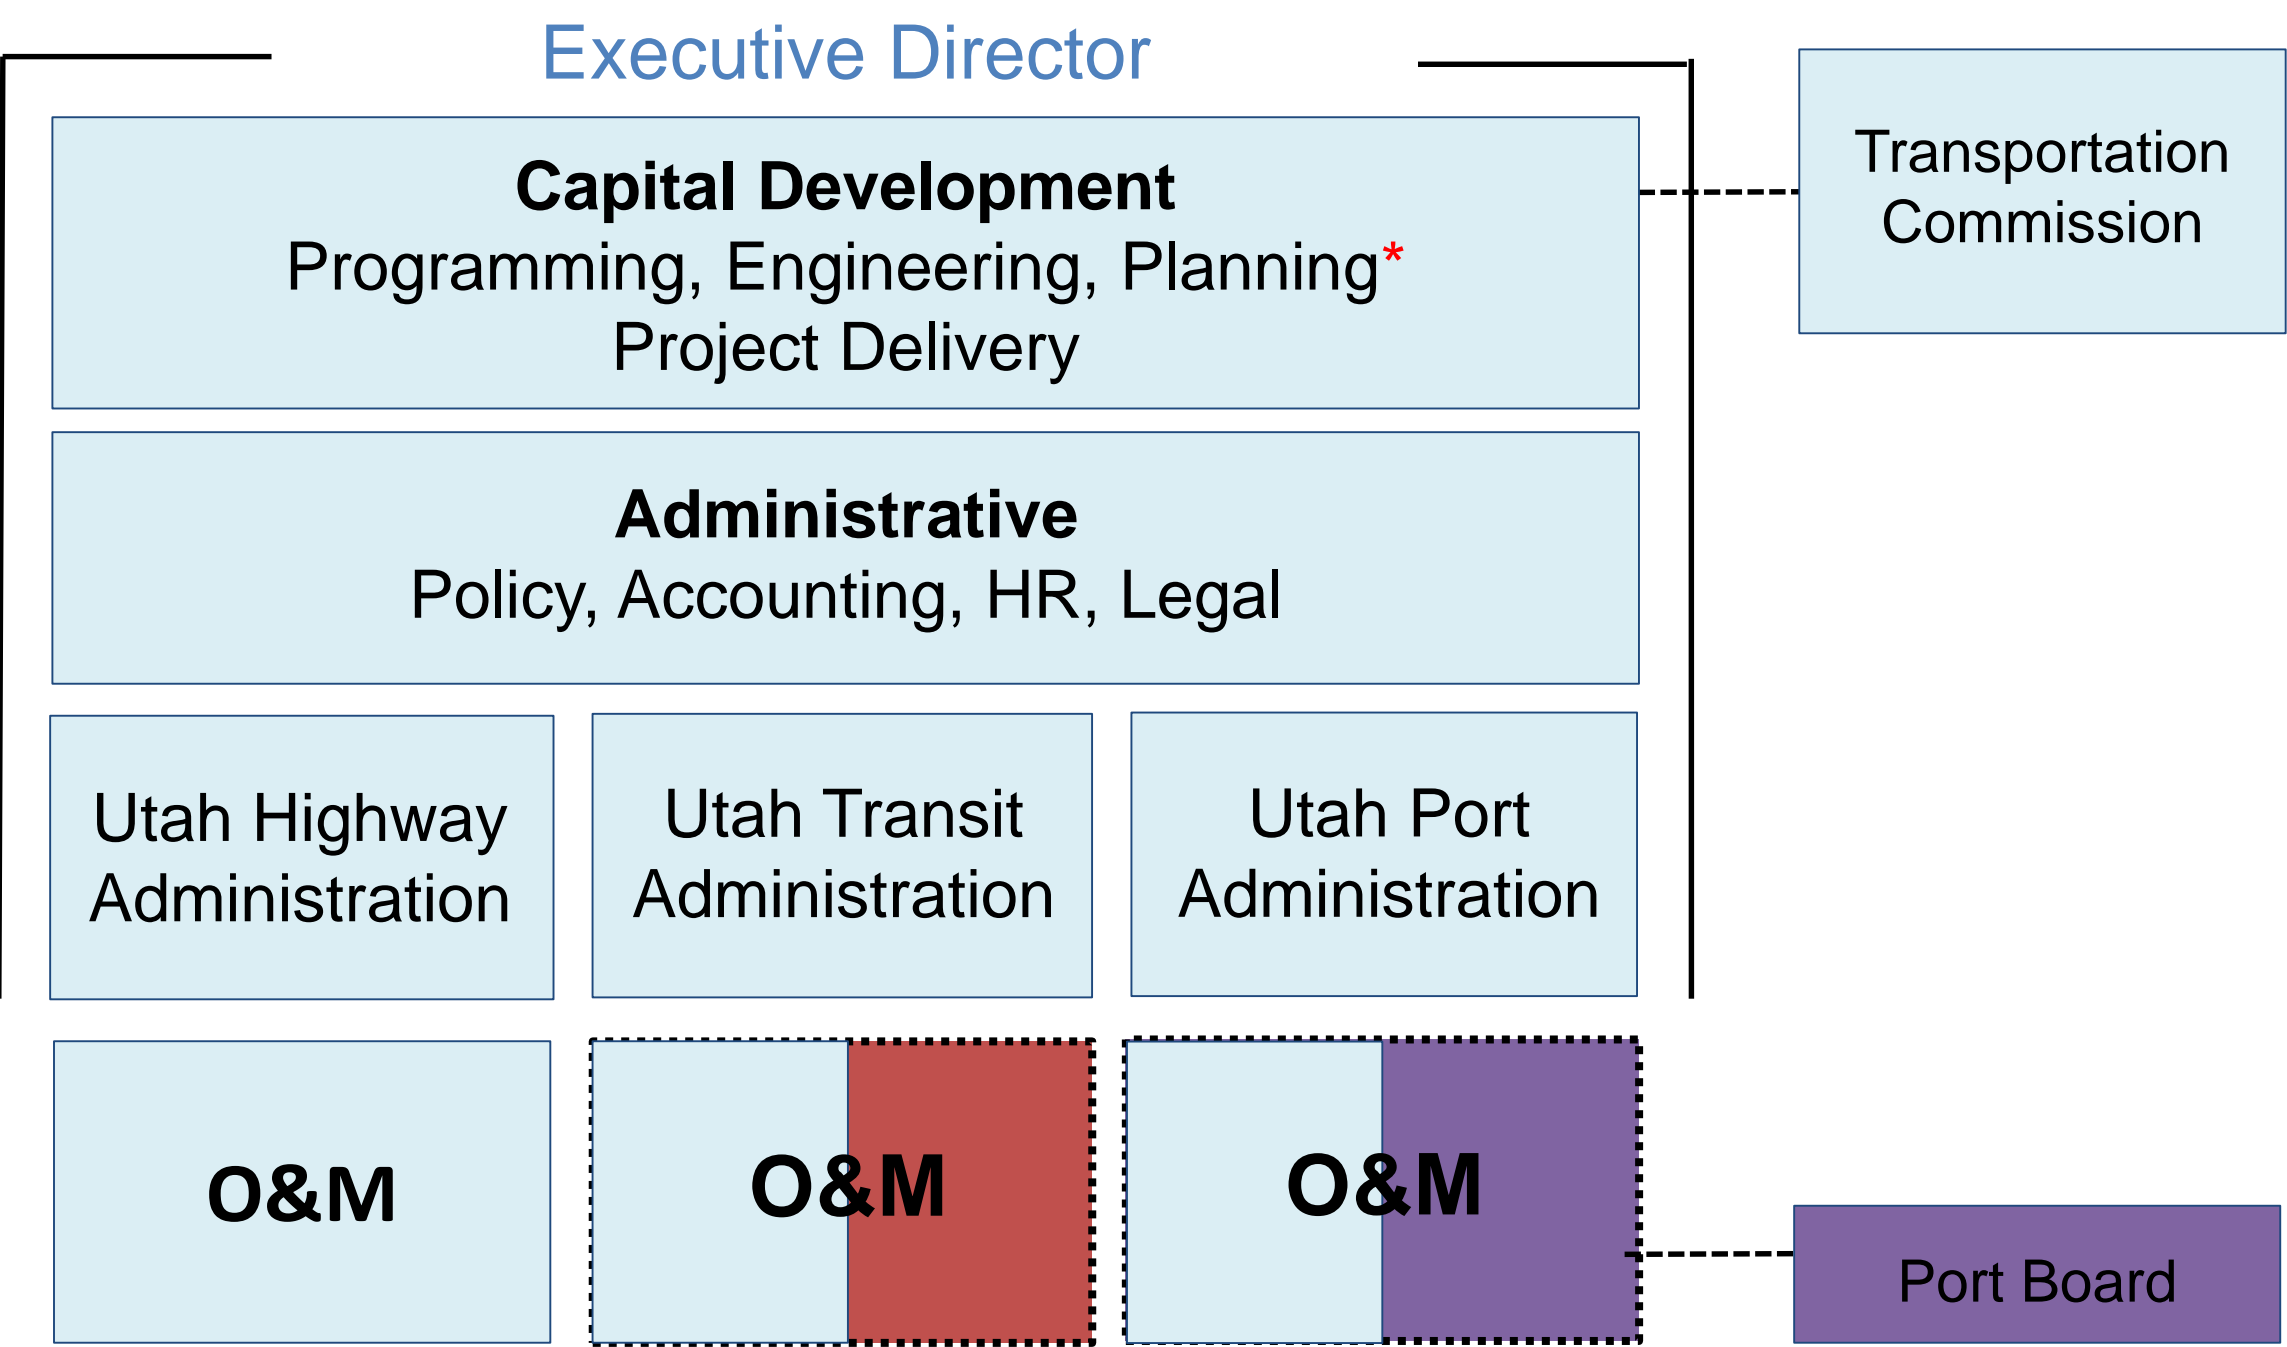 Executive Director
Capital Development
Programming, Engineering, Planning*
Project Delivery
Transportation
Commission
Administrative
Policy, Accounting, HR, Legal
Utah Highway
Administration
Utah Transit
Administration
Utah Port
Administration
O&M
O&M
O&M
Port Board